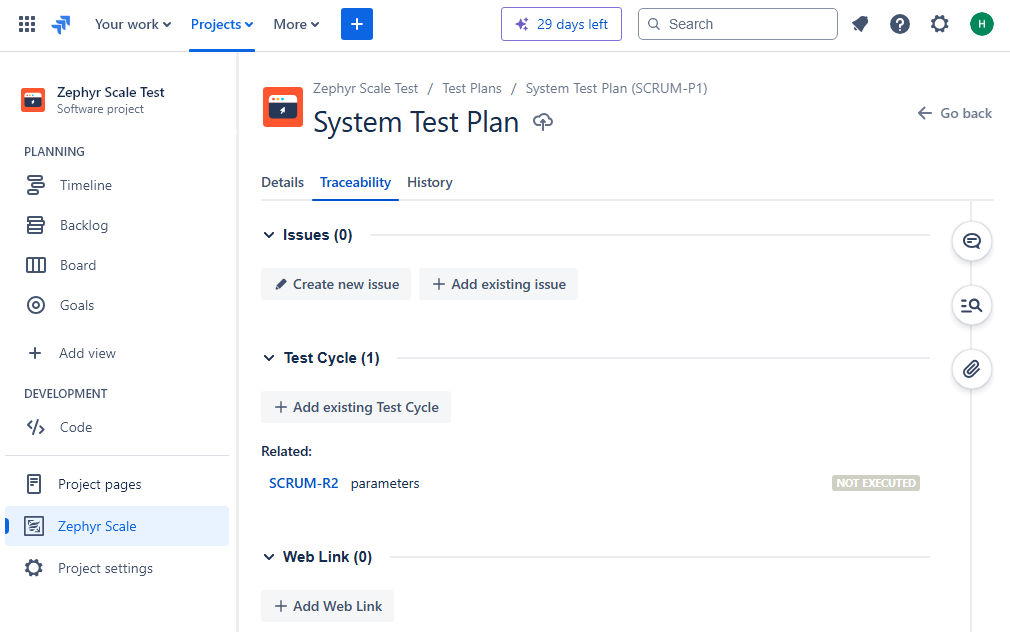 Your work Projects More + 29 days left Search H
Zephyr Scale Test
Software project
PLANNING
Timeline
Backlog
Board
Goals
Add view
DEVELOPMENT
Code
Project pages
Zephyr Scale
Project settings
Zephyr Scale Test / Test Plans / System Test Plan (SCRUM-P1)
System Test Plan
Go back
Details Traceability History
Issues (0)
Create new issue + Add existing issue
Test Cycle (1)
+ Add existing Test Cycle
Related:
SCRUM-R2 parameters NOT EXECUTED
Web Link (0)
+ Add Web Link